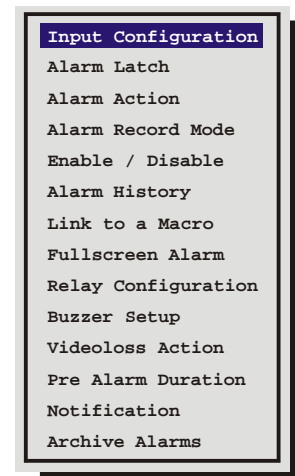 Input Configuration
Alarm Latch
Alarm Action
Alarm Record Mode
Enable / Disable
Alarm History
Link to a Macro
Fullscreen Alarm
Relay Configuration
Buzzer Setup
Videoloss Action
Pre Alarm Duration
Notification
Archive Alarms